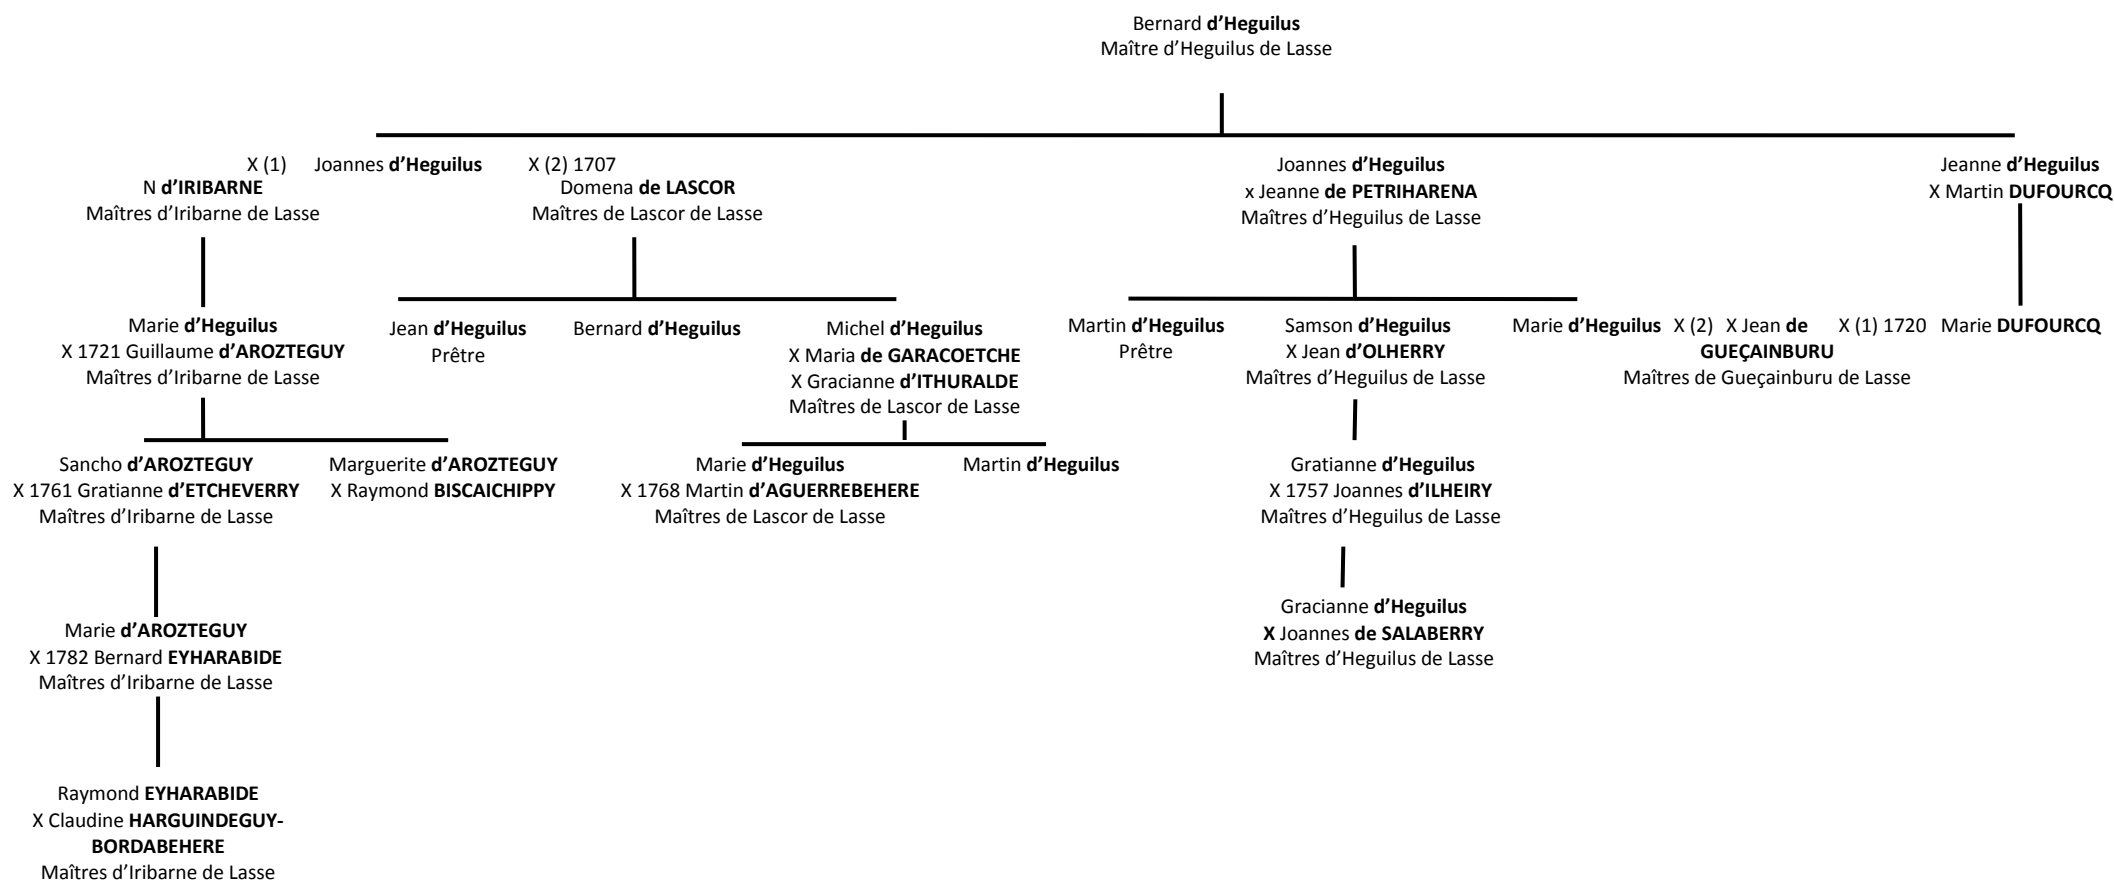 Bernard d’Heguilus
Maître d’Heguilus de Lasse
X (1) Joannes d’Heguilus X (2) 1707
N d’IRIBARNE
Maîtres d’Iribarne de Lasse
Domena de LASCOR
Maîtres de Lascor de Lasse
Joannes d’Heguilus
x Jeanne de PETRIHARENA
Maîtres d’Heguilus de Lasse
Jeanne d’Heguilus
X Martin DUFOURCQ
Marie d’Heguilus
X 1721 Guillaume d’AROZTEGUY
Maîtres d’Iribarne de Lasse
Jean d’Heguilus
Prêtre
Bernard d’Heguilus
Michel d’Heguilus
X Maria de GARACOETCHE
X Gracianne d’ITHURALDE
Maîtres de Lascor de Lasse
Martin d’Heguilus
Prêtre
Samson d’Heguilus
X Jean d’OLHERRY
Maîtres d’Heguilus de Lasse
Marie d’Heguilus X (2) X Jean de X (1) 1720 Marie DUFOURCQ
GUEÇAINBURU
Maîtres de Gueçainburu de Lasse
Sancho d’AROZTEGUY
X 1761 Gratianne d’ETCHEVERRY
Maîtres d’Iribarne de Lasse
Marguerite d’AROZTEGUY
X Raymond BISCAICHIPPY
Marie d’Heguilus
X 1768 Martin d’AGUERREBEHERE
Maîtres de Lascor de Lasse
Martin d’Heguilus
Gratianne d’Heguilus
X 1757 Joannes d’ILHEIRY
Maîtres d’Heguilus de Lasse
Marie d’AROZTEGUY
X 1782 Bernard EYHARABIDE
Maîtres d’Iribarne de Lasse
Gracianne d’Heguilus
X Joannes de SALABERRY
Maîtres d’Heguilus de Lasse
Raymond EYHARABIDE
X Claudine HARGUINDEGUY-
BORDABEHERE
Maîtres d’Iribarne de Lasse